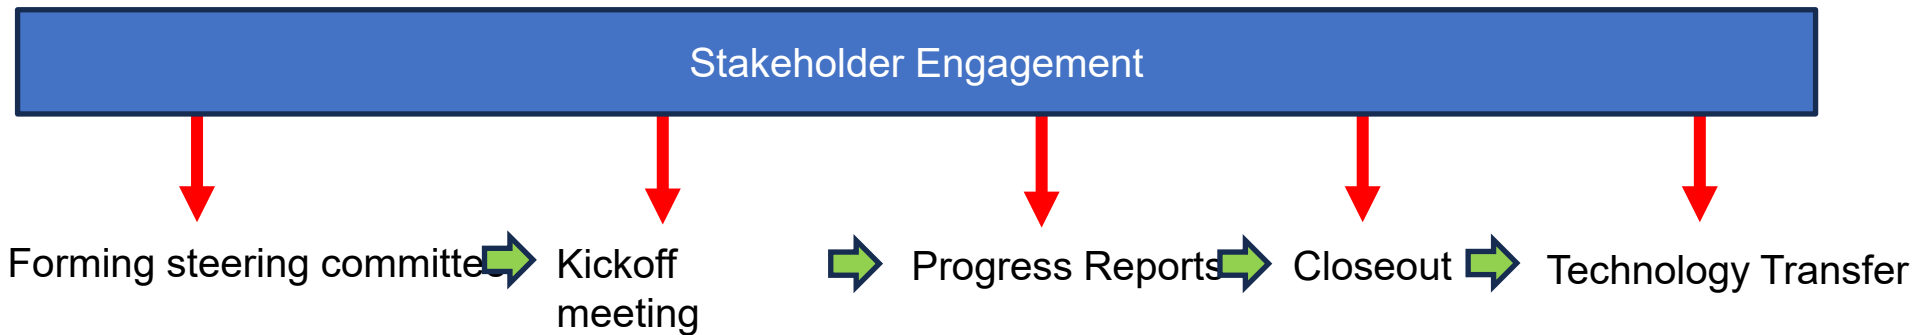 Stakeholder Engagement
Forming steering committee
Kickoff
meeting
Progress Reports
Closeout
Technology Transfer